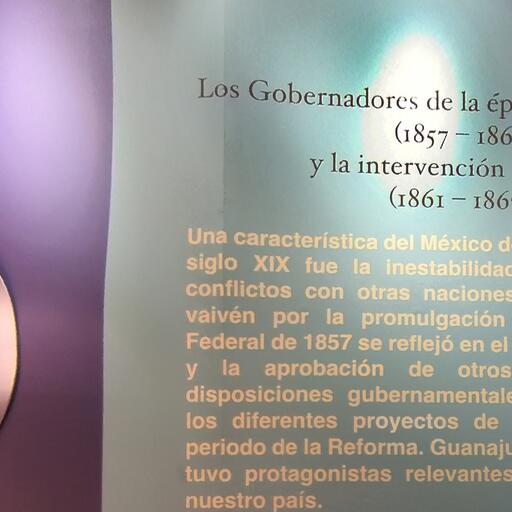 Los Gobernadores de la ép
(1857 – 186
y la intervención
(1861 – 186
Una característica del México d
siglo XIX fue la inestabilidad
conflictos con otras naciones
vaivén por la promulgación
Federal de 1857 se reflejó en el
y la aprobación de otros
disposiciones gubernamentale
los diferentes proyectos de
periodo de la Reforma. Guanaju
tuvo protagonistas relevantes
nuestro país.